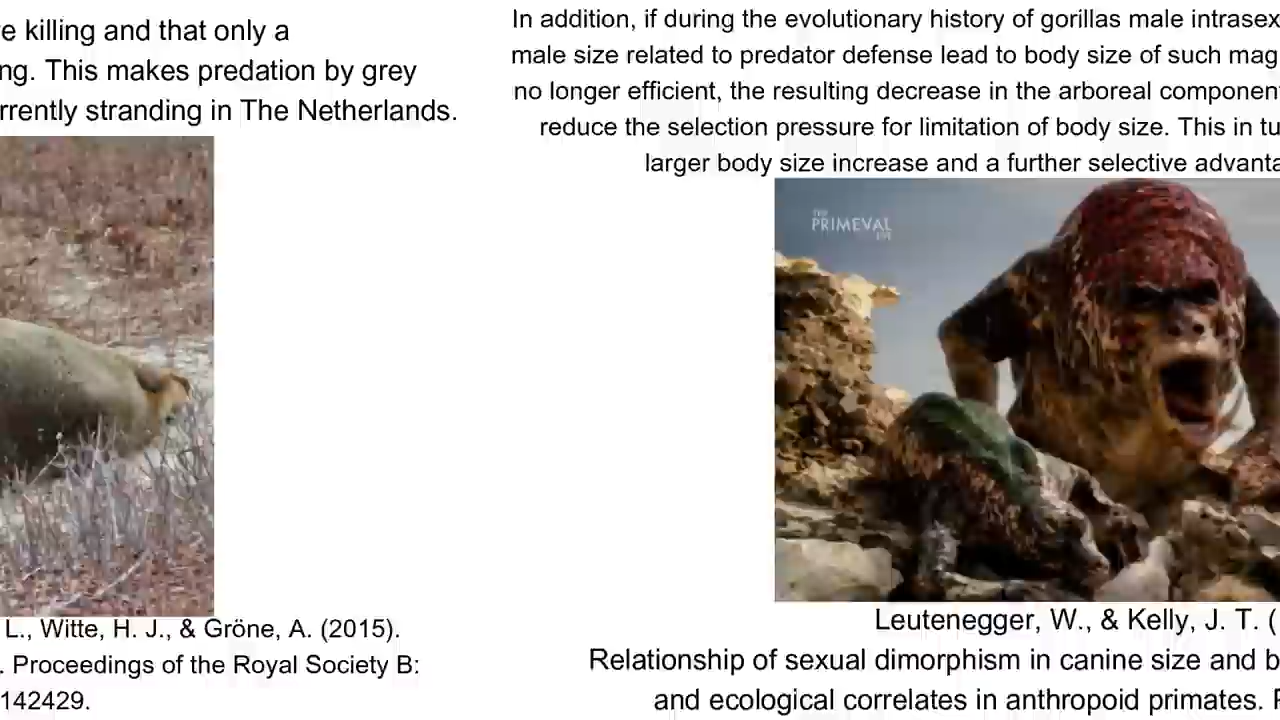 e killing and that only a
ng. This makes predation by grey
rrently stranding in The Netherlands.
L., Witte, H. J., & Gröne, A. (2015).
. Proceedings of the Royal Society B:
142429.
In addition, if during the evolutionary history of gorillas male intrasex
male size related to predator defense lead to body size of such mag
no longer efficient, the resulting decrease in the arboreal component
reduce the selection pressure for limitation of body size. This in tu
larger body size increase and a further selective advanta
THE
PRIMEVAL
Leutenegger, W., & Kelly, J. T. (
Relationship of sexual dimorphism in canine size and b
and ecological correlates in anthropoid primates. P